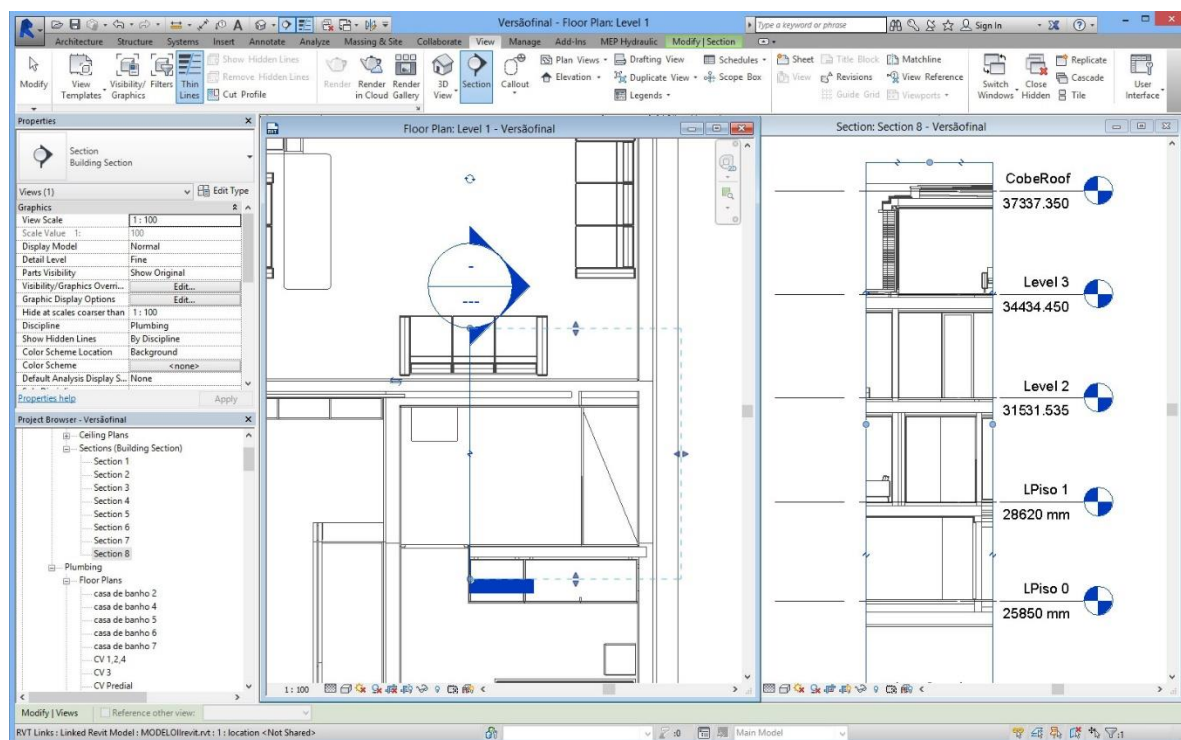 Versãofinal - Floor Plan: Level 1
Type a keyword or phrase
Sign In
Architecture Structure Systems Insert Annotate Analyze Massing & Site Collaborate View Manage Add-Ins MEP Hydraulic Modify | Section
Modify
View Templates
Visibility/ Graphics
Filters
Thin Lines
Show Hidden Lines
Remove Hidden Lines
Cut Profile
Render
Render in Cloud
Render Gallery
3D View
Section
Callout
Plan Views
Elevation
Drafting View
Duplicate View
Legends
Schedules
Scope Box
Sheet
View
Title Block
Revisions
Guide Grid
Matchline
View Reference
Viewports
Switch Windows
Close Hidden
Replicate
Cascade
Tile
User Interface
Properties
Section
Building Section
Views (1)
Edit Type
Graphics
View Scale 1 : 100
Scale Value 1: 100
Display Model Normal
Detail Level Fine
Parts Visibility Show Original
Visibility/Graphics Overri... Edit...
Graphic Display Options Edit...
Hide at scales coarser than 1 : 100
Discipline Plumbing
Show Hidden Lines By Discipline
Color Scheme Location Background
Color Scheme <none>
Default Analysis Display S... None
Properties help
Apply
Project Browser - Versãofinal
Ceiling Plans
Sections (Building Section)
Section 1
Section 2
Section 3
Section 4
Section 5
Section 6
Section 7
Section 8
Plumbing
Floor Plans
casa de banho 2
casa de banho 4
casa de banho 5
casa de banho 6
casa de banho 7
CV 1,2,4
CV 3
CV Predial
Floor Plan: Level 1 - Versãofinal
2D
1 : 100
Section: Section 8 - Versãofinal
CobeRoof
37337.350
Level 3
34434.450
Level 2
31531.535
LPiso 1
28620 mm
LPiso 0
25850 mm
Modify | Views
Reference other view:
RVT Links : Linked Revit Model : MODELOIIrevit.rvt : 1 : location <Not Shared>
:0
Main Model
:1